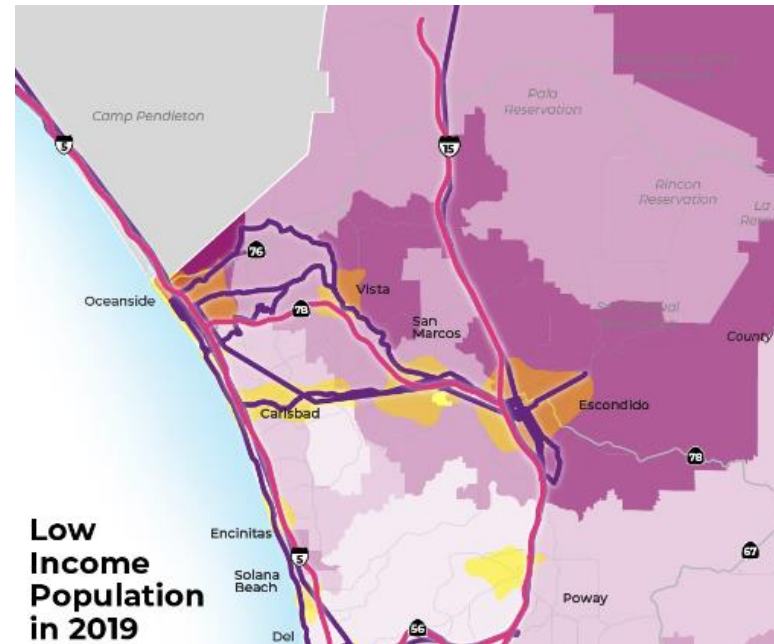 Camp Pendleton
Pala
Reservation
5
15
Rincon
Reservation
La
76
Oceanside
Vista
78
San
Marcos
County
Carlsbad
Escondido
78
Low
Income
Population
in 2019
Encinitas
5
Solana
Beach
67
Poway
56
Del